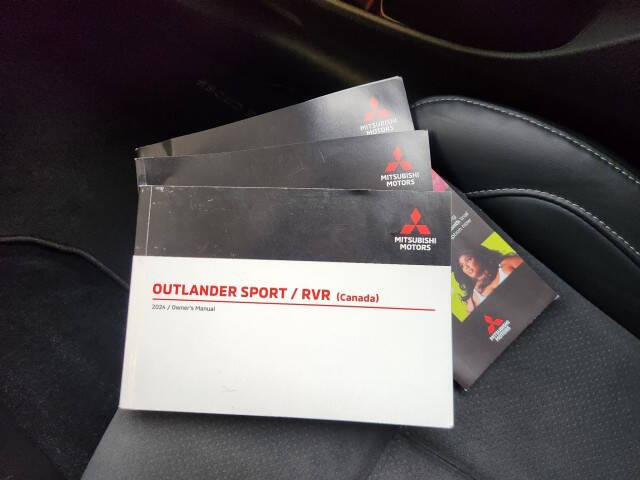 MITSUBISHI
MOTORS
MITSUBISHI
MOTORS
MITSUBISHI
MOTORS
OUTLANDER SPORT / RVR (Canada)
2024 / Owner's Manual
MITSUBISHI
MOTORS